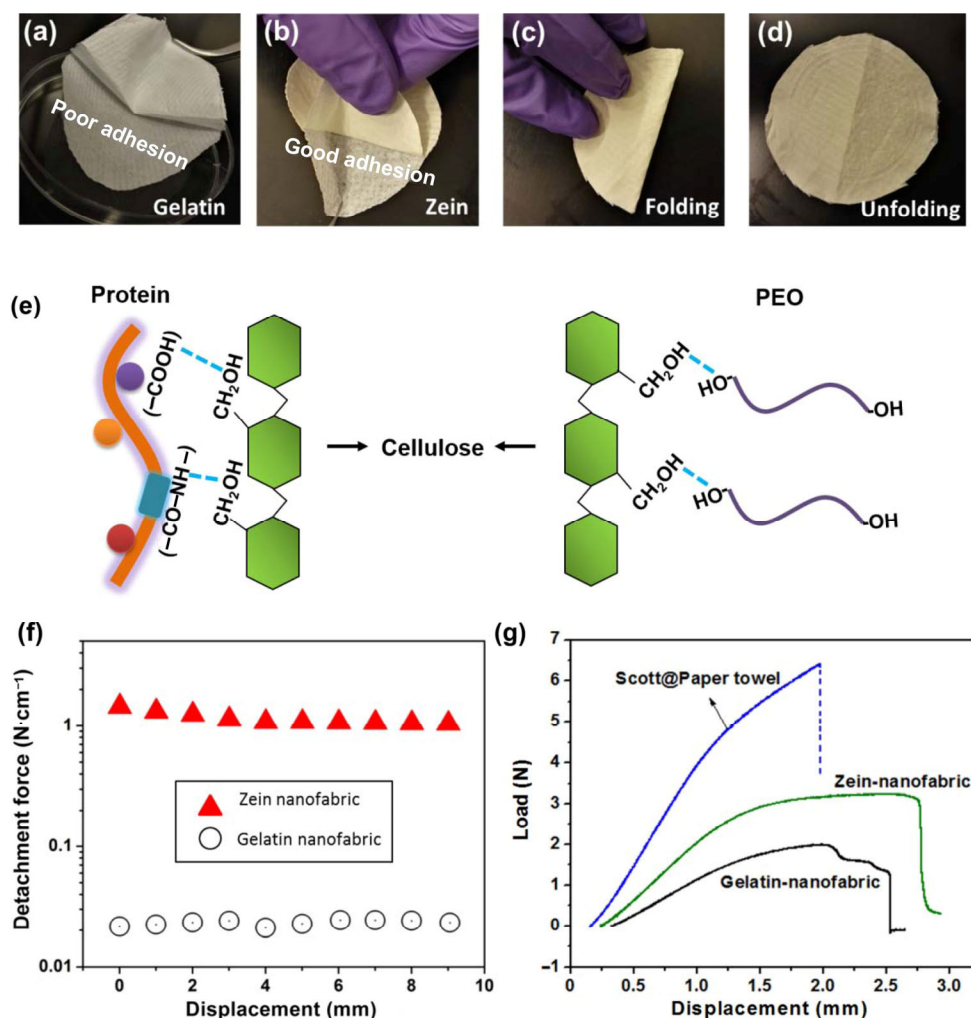 (a)
Poor adhesion
Gelatin
(b)
Good adhesion
Zein
(c)
Folding
(d)
Unfolding
(e)
Protein
(–COOH)
CH₂OH
(–CO–NH–)
CH₂OH
Cellulose
PEO
CH₂OH
HO-
-OH
CH₂OH
HO-
-OH
(f)
Detachment force (N·cm⁻¹)
1
0.1
0.01
Zein nanofabric
Gelatin nanofabric
0 2 4 6 8 10
Displacement (mm)
(g)
Load (N)
7
6
5
4
3
2
1
0
–1
Scott@Paper towel
Zein-nanofabric
Gelatin-nanofabric
0 0.5 1.0 1.5 2.0 2.5 3.0
Displacement (mm)